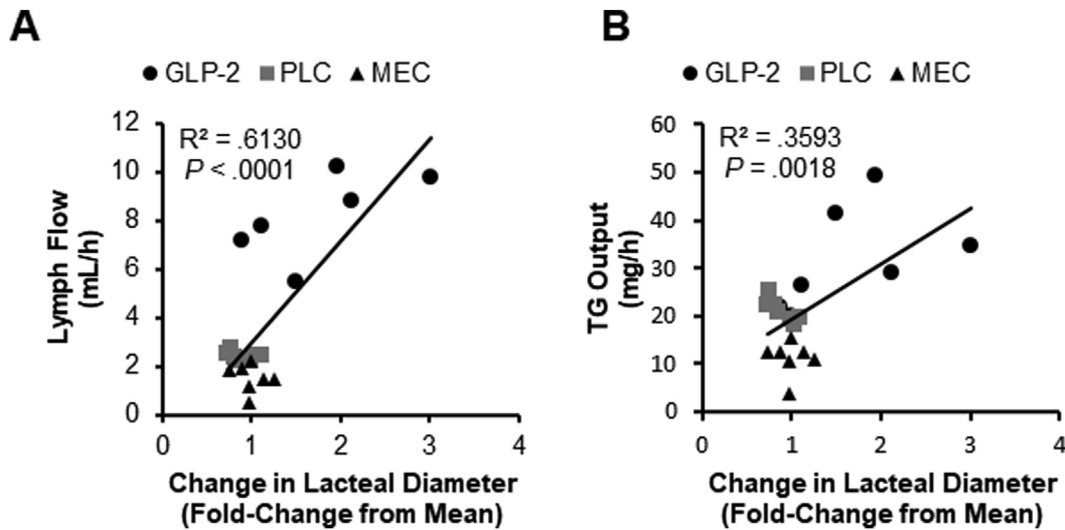 A
GLP-2 PLC MEC
R² = .6130
P < .0001
12
10
8
6
4
2
0
0 1 2 3 4
Lymph Flow
(mL/h)
Change in Lacteal Diameter
(Fold-Change from Mean)
B
GLP-2 PLC MEC
R² = .3593
P = .0018
60
50
40
30
20
10
0
0 1 2 3 4
TG Output
(mg/h)
Change in Lacteal Diameter
(Fold-Change from Mean)